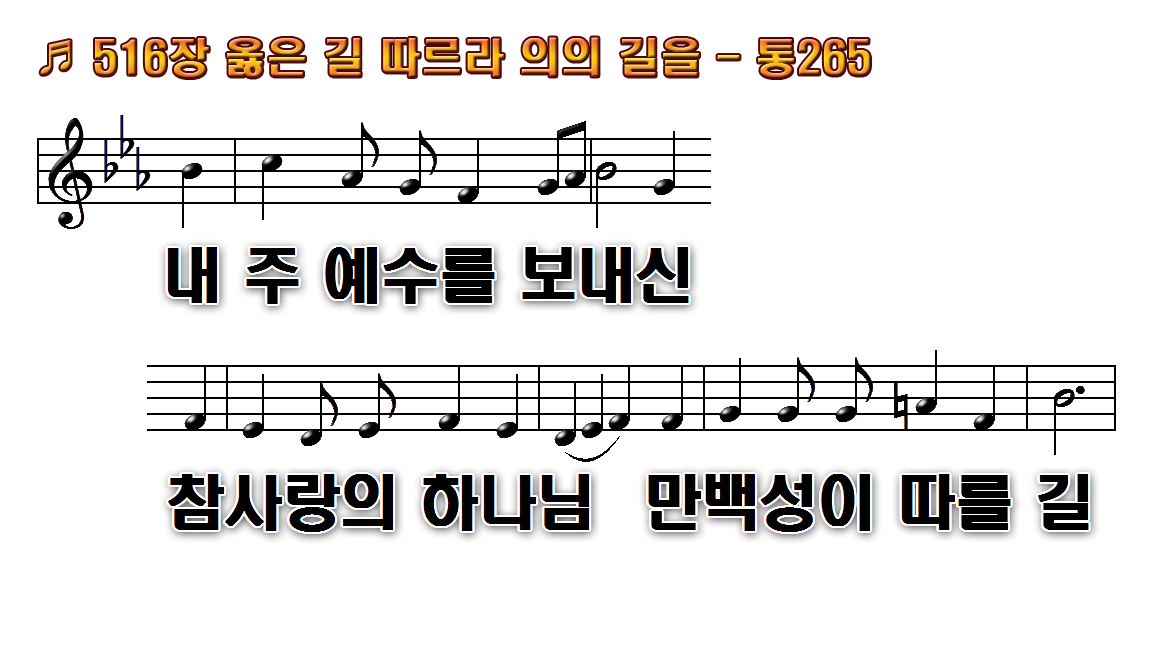 ♬ 516장 옳은 길 따르라 의의 길을 - 통265
내 주 예수를 보내신
참사랑의 하나님 만백성이 따를 길